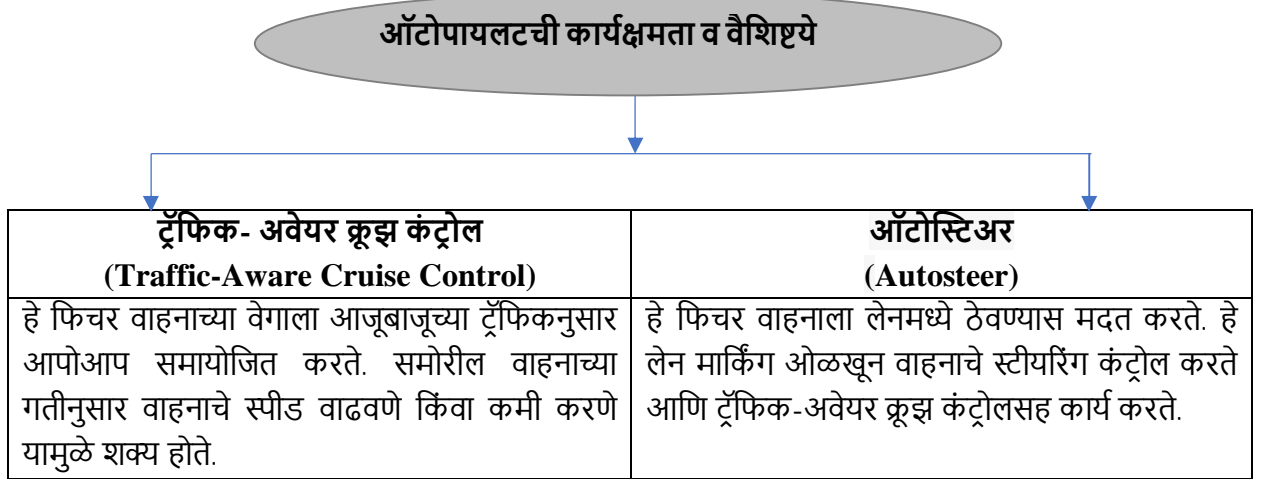 ऑटोपायलटची कार्यक्षमता व वैशिष्टये
ट्रॅफिक- अवेयर क्रूझ कंट्रोल
(Traffic-Aware Cruise Control)
हे फिचर वाहनाच्या वेगाला आजूबाजूच्या ट्रॅफिकनुसार
आपोआप समायोजित करते. समोरील वाहनाच्या
गतीनुसार वाहनाचे स्पीड वाढवणे किंवा कमी करणे
यामुळे शक्य होते.
ऑटोस्टिअर
(Autosteer)
हे फिचर वाहनाला लेनमध्ये ठेवण्यास मदत करते. हे
लेन मार्किंग ओळखून वाहनाचे स्टीयरिंग कंट्रोल करते
आणि ट्रॅफिक-अवेयर क्रूझ कंट्रोलसह कार्य करते.